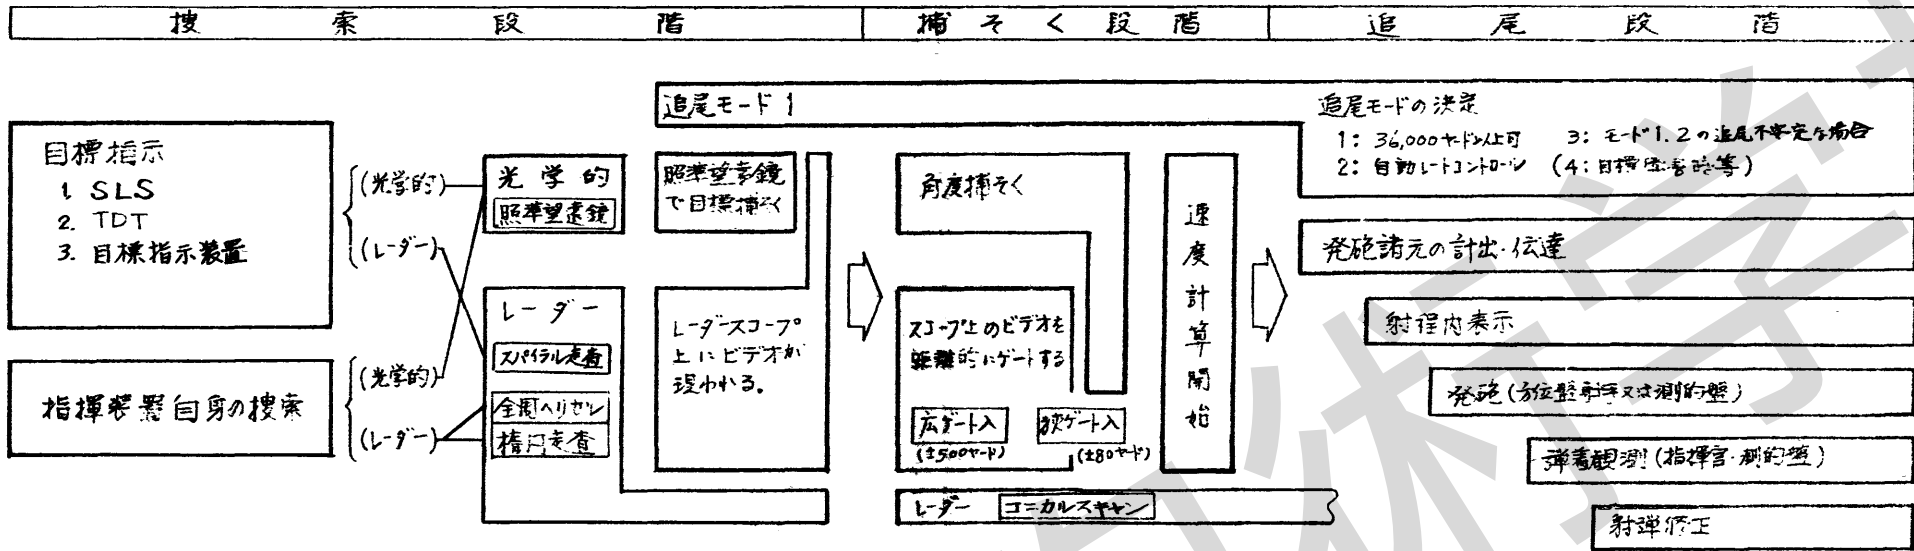 捜索段階
捕そく段階
追尾段階
追尾モード1
追尾モードの決定
1: 36,000ヤード以上可
2: 自動レートコントロール
3: モード1.2の追尾不安定な場合
(4: 目標 等)
目標指示
1. SLS
2. TDT
3. 目標指示装置
(光学的)
(レーダー)
指揮装置自身の捜索
(光学的)
(レーダー)
光学的
照準望遠鏡
レーダー
スパイラル走査
全周ヘリカル
楕円走査
照準望遠鏡
で目標捕そく
レーダースコープ
上にビデオが
現われる。
角度捕そく
スコープ上のビデオを
距離的にゲートする
広ゲート入
(±500ヤード)
狭ゲート入
(±80ヤード)
速度計算開始
レーダー
コニカルスキャン
発砲諸元の計出・伝達
射程内表示
発砲(方位盤射手又は測的盤)
弾着観測(指揮官・測的盤)
射弾修正
術学